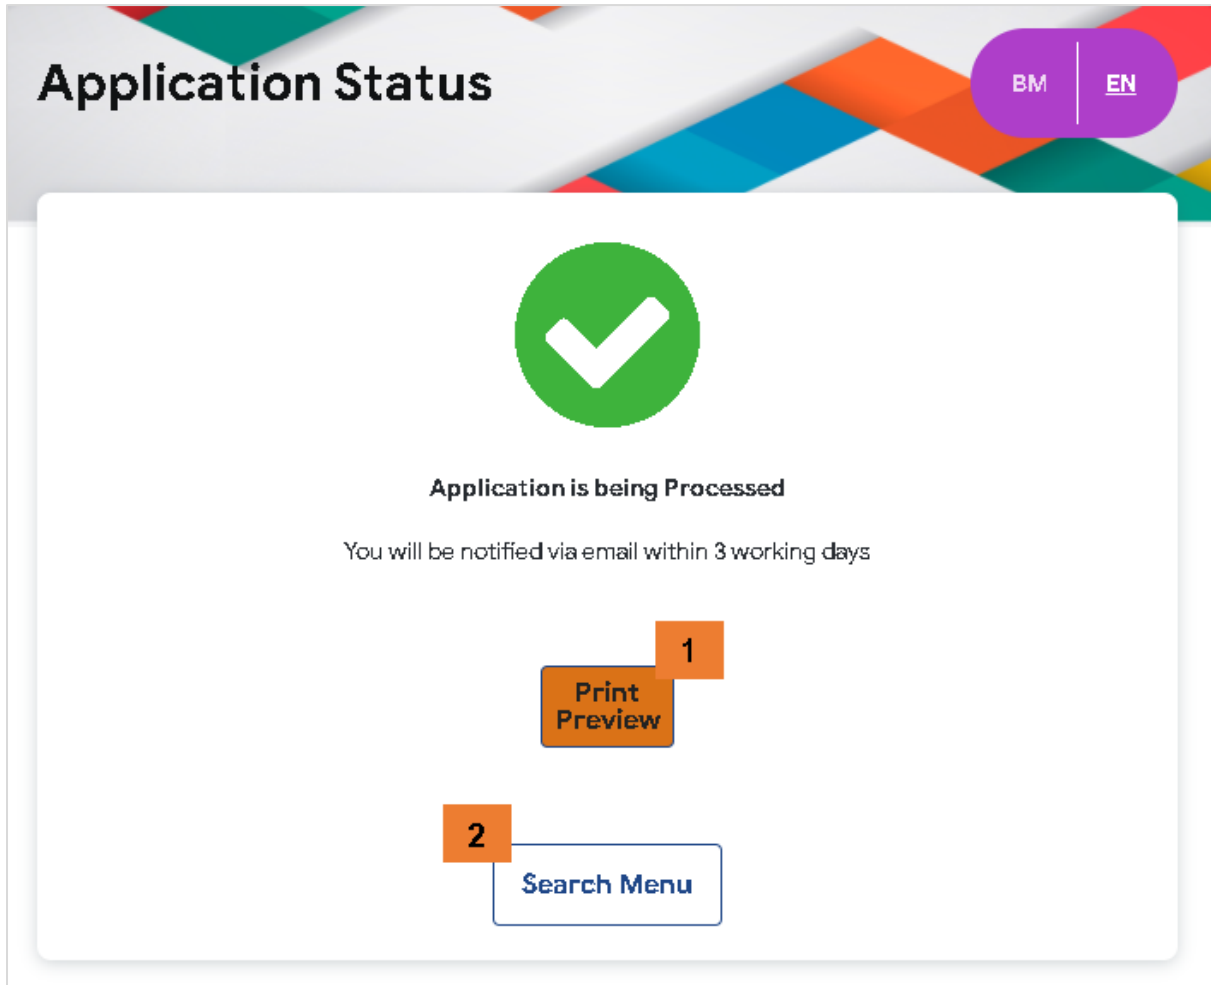 Application Status
BM
EN
Application is being Processed
You will be notified via email within 3 working days
1
Print
Preview
2
Search Menu